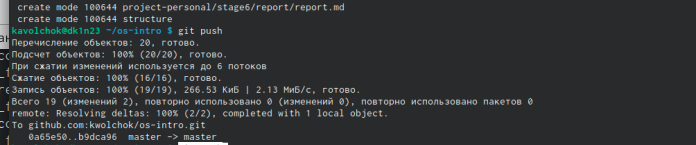 create mode 100644 project-personal/stage6/report/report.md
create mode 100644 structure
kavolchok@dk1n23 ~/os-intro $ git push
Перечисление объектов: 20, готово.
Подсчет объектов: 100% (20/20), готово.
При сжатии изменений используется до 6 потоков
Сжатие объектов: 100% (16/16), готово.
Запись объектов: 100% (19/19), 266.53 КиБ | 2.13 МиБ/с, готово.
Всего 19 (изменений 2), повторно использовано 0 (изменений 0), повторно использовано пакетов 0
remote: Resolving deltas: 100% (2/2), completed with 1 local object.
To github.com:kwolchok/os-intro.git
0a65e50..b9dca96 master -> master